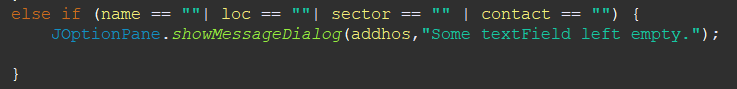 else if (name == ""| loc == ""| sector == "" | contact == "") {
JOptionPane.showMessageDialog(addhos,"Some textField left empty.");
}